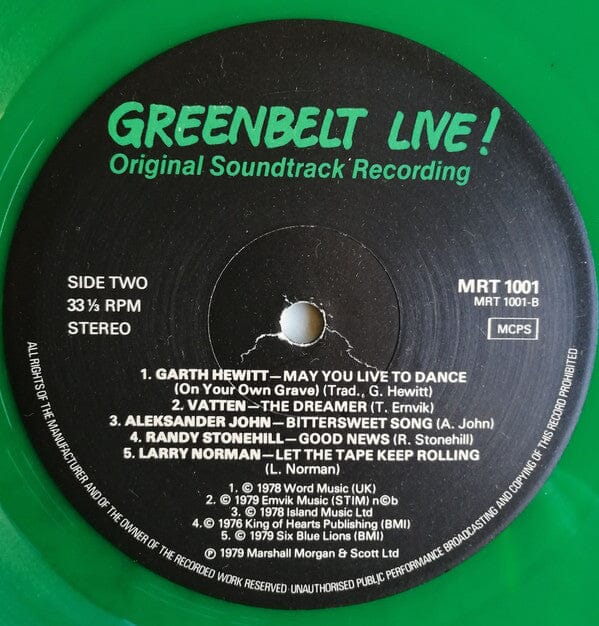 GREENBELT LIVE!
Original Soundtrack Recording
SIDE TWO
33⅓ RPM
STEREO
MRT 1001
MRT 1001-B
MCPS
1. GARTH HEWITT—MAY YOU LIVE TO DANCE
(On Your Own Grave) (Trad., G. Hewitt)
2. VATTEN—THE DREAMER (T. Ernvik)
3. ALEKSANDER JOHN—BITTERSWEET SONG (A. John)
4. RANDY STONEHILL—GOOD NEWS (R. Stonehill)
5. LARRY NORMAN—LET THE TAPE KEEP ROLLING
(L. Norman)
1. © 1978 Word Music (UK)
2. © 1979 Ernvik Music (STIM) n©b
3. © 1978 Island Music Ltd
4. © 1976 King of Hearts Publishing (BMI)
5. © 1979 Six Blue Lions (BMI)
℗ 1979 Marshall Morgan & Scott Ltd
ALL RIGHTS OF THE MANUFACTURER AND OF THE OWNER OF THE RECORDED WORK RESERVED · UNAUTHORISED PUBLIC PERFORMANCE BROADCASTING AND COPYING OF THIS RECORD PROHIBITED